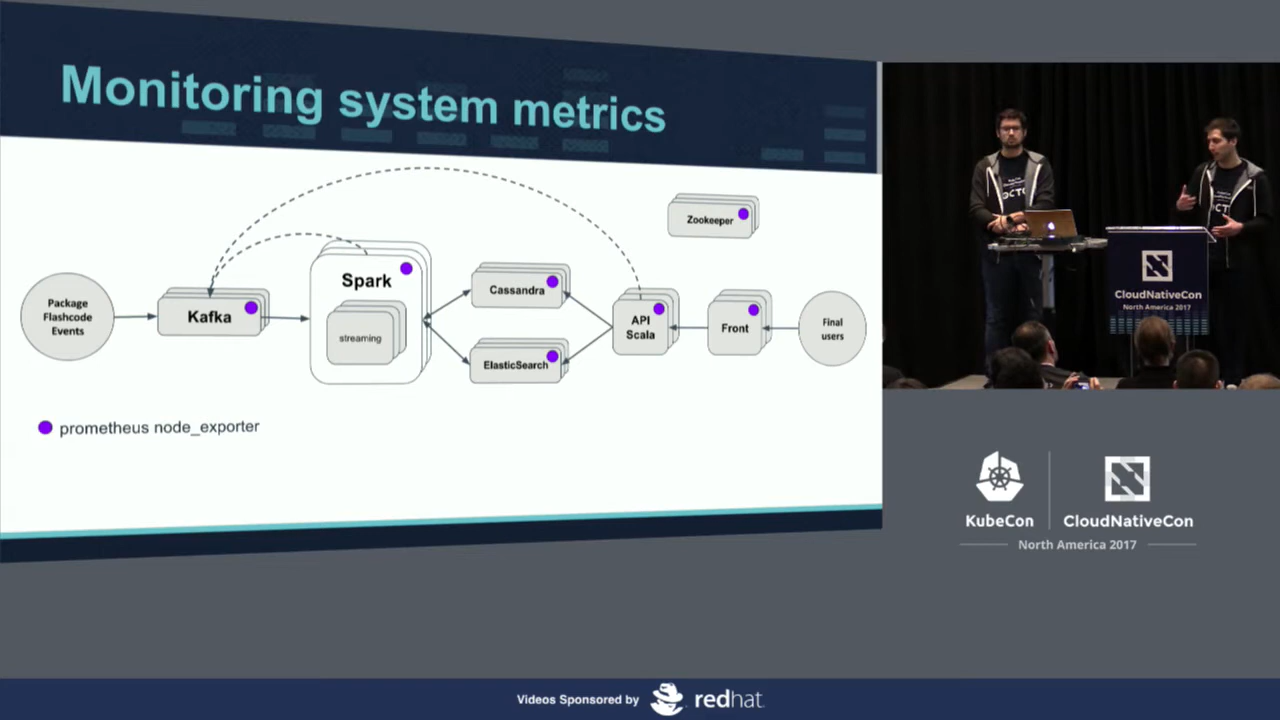 Monitoring system metrics
Zookeeper
Spark
Cassandra
Package
Flashcode
Events
Kafka
streaming
API
Scala
Front
Final
users
ElasticSearch
prometheus node_exporter
OCTO
CloudNativeCon
North America 2017
KubeCon
CloudNativeCon
North America 2017
Videos Sponsored by
redhat